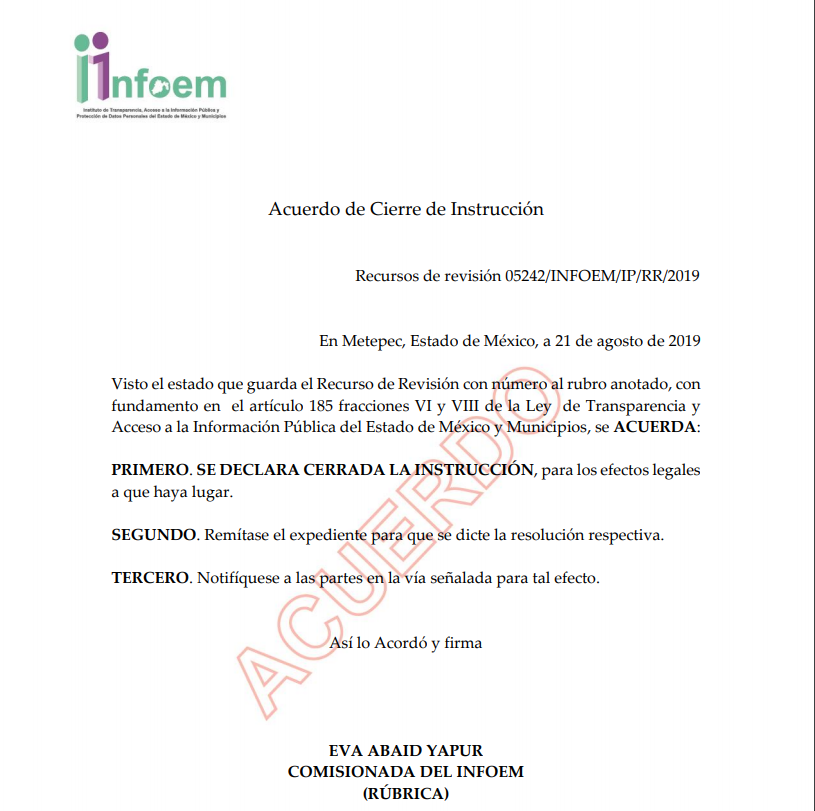 infoem
Instituto de Transparencia, Acceso a la Información Pública y
Protección de Datos Personales del Estado de México y Municipios
Acuerdo de Cierre de Instrucción
Recursos de revisión 05242/INFOEM/IP/RR/2019
En Metepec, Estado de México, a 21 de agosto de 2019
Visto el estado que guarda el Recurso de Revisión con número al rubro anotado, con
fundamento en el artículo 185 fracciones VI y VIII de la Ley de Transparencia y
Acceso a la Información Pública del Estado de México y Municipios, se ACUERDA:
PRIMERO. SE DECLARA CERRADA LA INSTRUCCIÓN, para los efectos legales
a que haya lugar.
SEGUNDO. Remítase el expediente para que se dicte la resolución respectiva.
TERCERO. Notifíquese a las partes en la vía señalada para tal efecto.
ACUERDO
Así lo Acordó y firma
EVA ABAID YAPUR
COMISIONADA DEL INFOEM
(RÚBRICA)